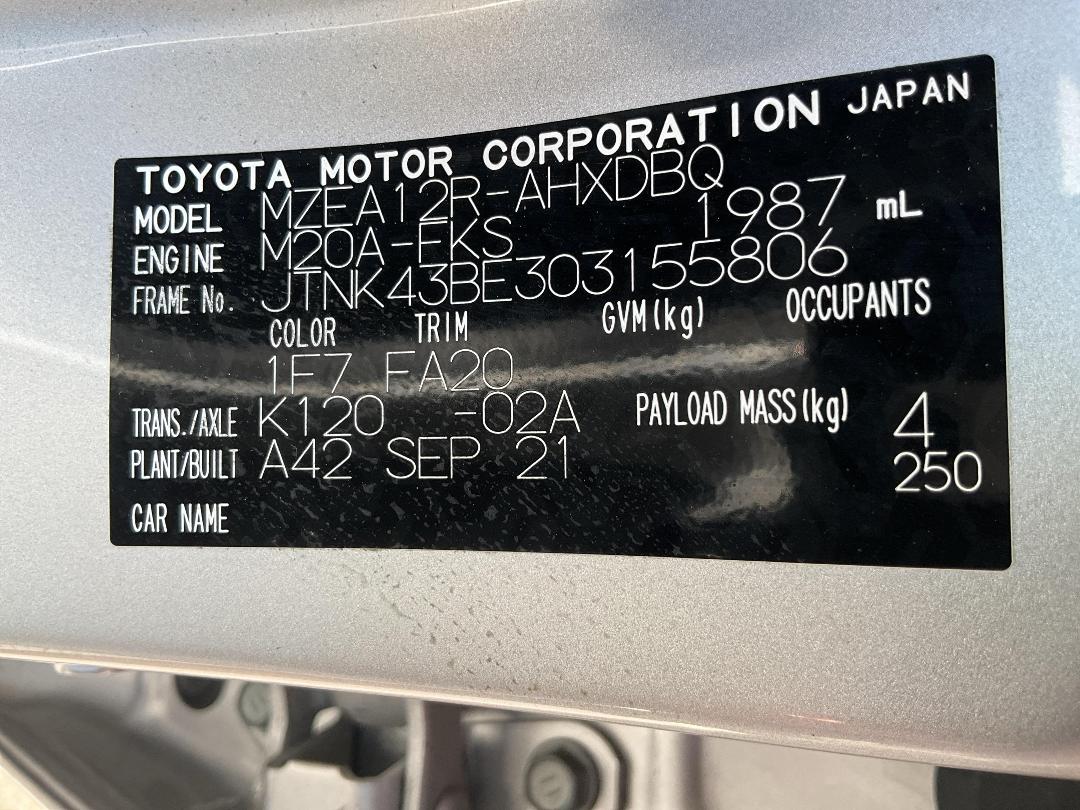 TOYOTA MOTOR CORPORATION JAPAN
MODEL MZEA12R-AHXDBQ
ENGINE M20A-FKS 1987 mL
FRAME No. JTNK43BE303155806
COLOR TRIM GVM(kg) OCCUPANTS
1F7 FA20
TRANS./AXLE K120 -02A PAYLOAD MASS(kg) 4
PLANT/BUILT A42 SEP 21 250
CAR NAME